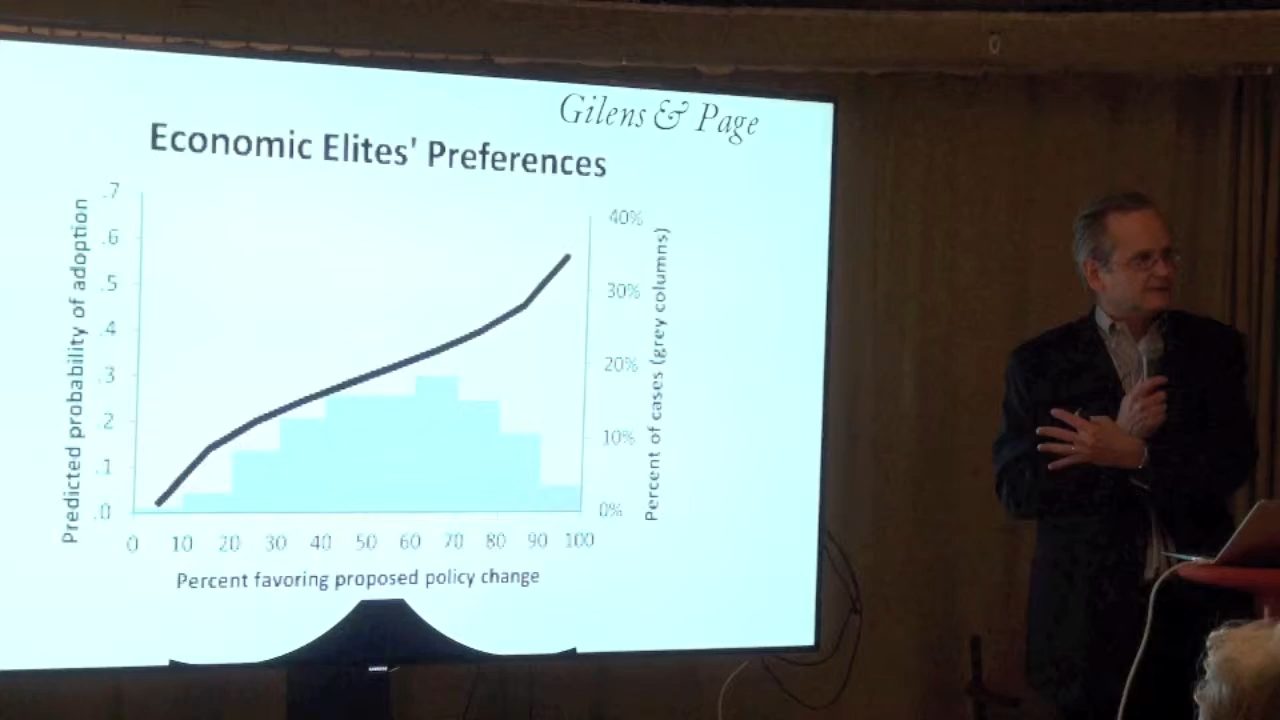 Gilens & Page
Economic Elites' Preferences
Predicted probability of adoption
.7
.6
.5
.4
.3
.2
.1
.0
40%
30%
20%
10%
0%
Percent of cases (grey columns)
0 10 20 30 40 50 60 70 80 90 100
Percent favoring proposed policy change